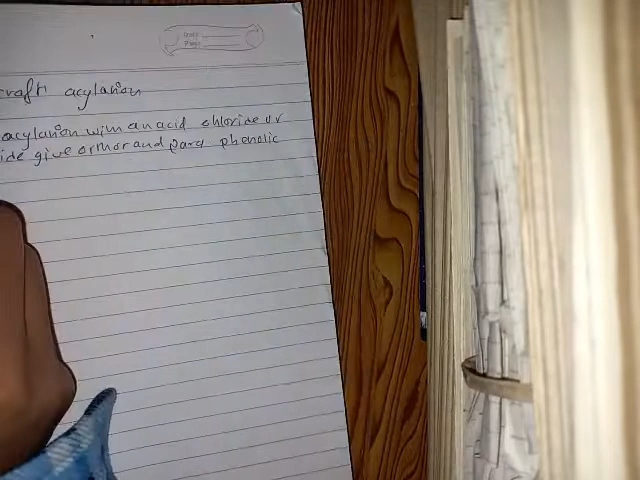 Date
Page
craft acylation
acylation with an acid chloride or
ide give ortho and para phenolic